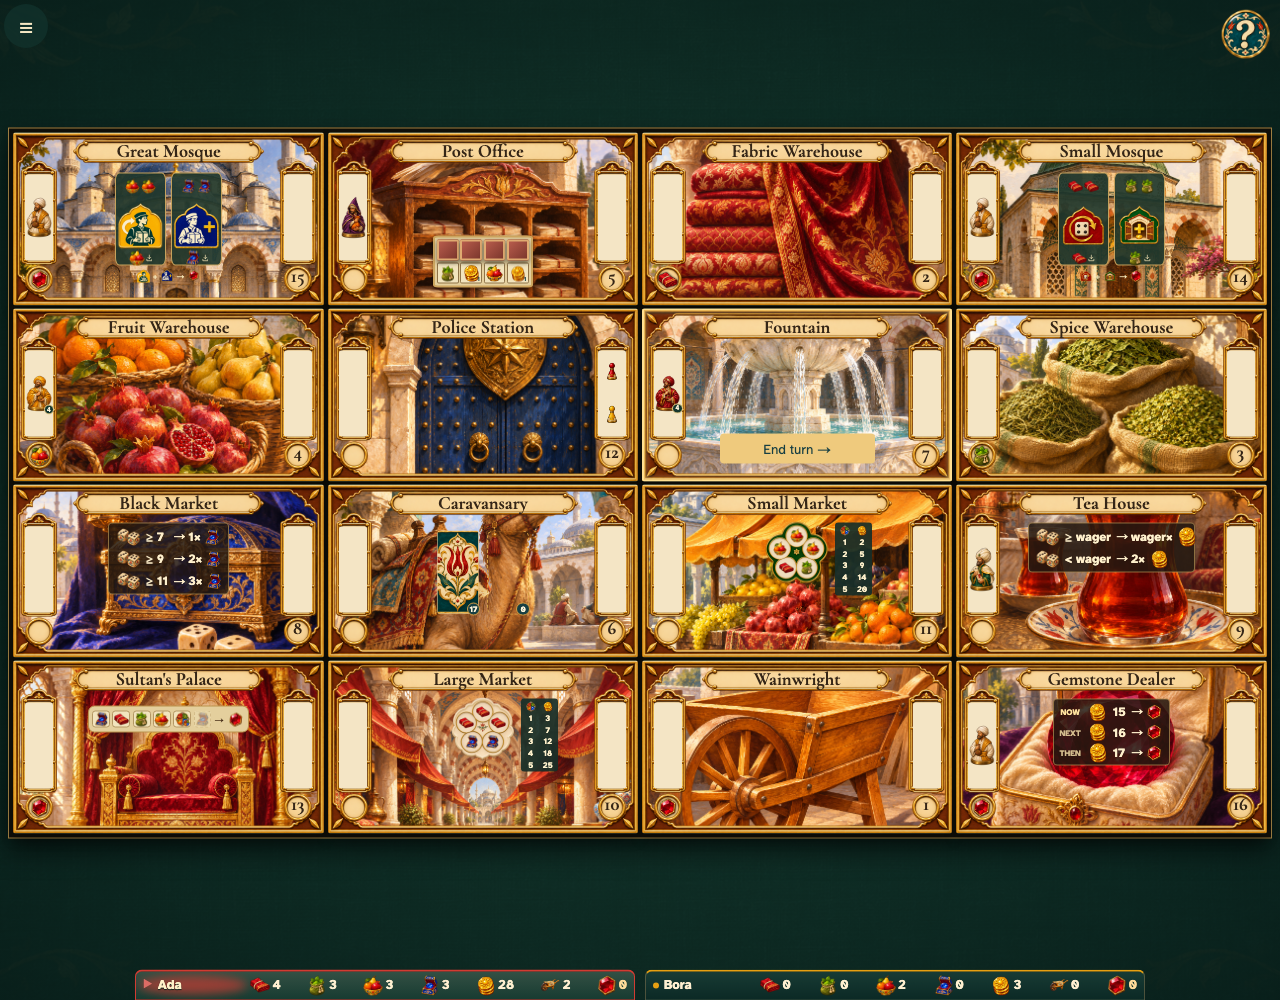 ?
Great Mosque
15
Post Office
5
Fabric Warehouse
2
Small Mosque
14
Fruit Warehouse
4
4
Police Station
12
Fountain
4
End turn →
7
Spice Warehouse
3
Black Market
≥ 7 → 1×
≥ 9 → 2×
≥ 11 → 3×
8
Caravansary
17
0
6
Small Market
1 2
2 5
3 9
4 14
5 20
11
Tea House
≥ wager → wager×
< wager → 2×
9
Sultan's Palace
→
13
Large Market
1 3
2 7
3 12
4 18
5 25
10
Wainwright
1
Gemstone Dealer
NOW 15 →
NEXT 16 →
THEN 17 →
16
Ada 4 3 3 3 28 2 0
Bora 0 0 2 0 3 0 0